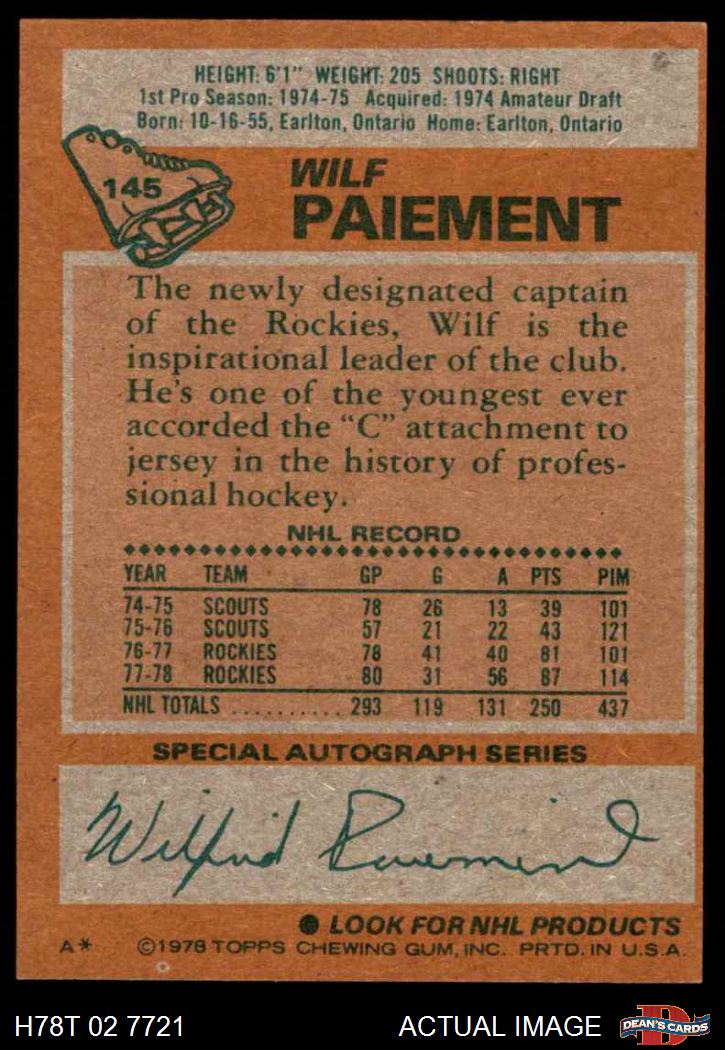 HEIGHT: 6'1" WEIGHT: 205 SHOOTS: RIGHT
1st Pro Season: 1974-75 Acquired: 1974 Amateur Draft
Born: 10-16-55, Earlton, Ontario Home: Earlton, Ontario
145
WILF
PAIEMENT
The newly designated captain
of the Rockies, Wilf is the
inspirational leader of the club.
He's one of the youngest ever
accorded the "C" attachment to
jersey in the history of profes-
sional hockey.
NHL RECORD
YEAR TEAM GP G A PTS PIM
74-75 SCOUTS 78 26 13 39 101
75-76 SCOUTS 57 21 22 43 121
76-77 ROCKIES 78 41 40 81 101
77-78 ROCKIES 80 31 56 87 114
NHL TOTALS .......... 293 119 131 250 437
SPECIAL AUTOGRAPH SERIES
Wilfrid Paiement
● LOOK FOR NHL PRODUCTS
A* ©1978 TOPPS CHEWING GUM, INC. PRTD. IN U.S.A.
H78T 02 7721 ACTUAL IMAGE DEAN'S CARDS